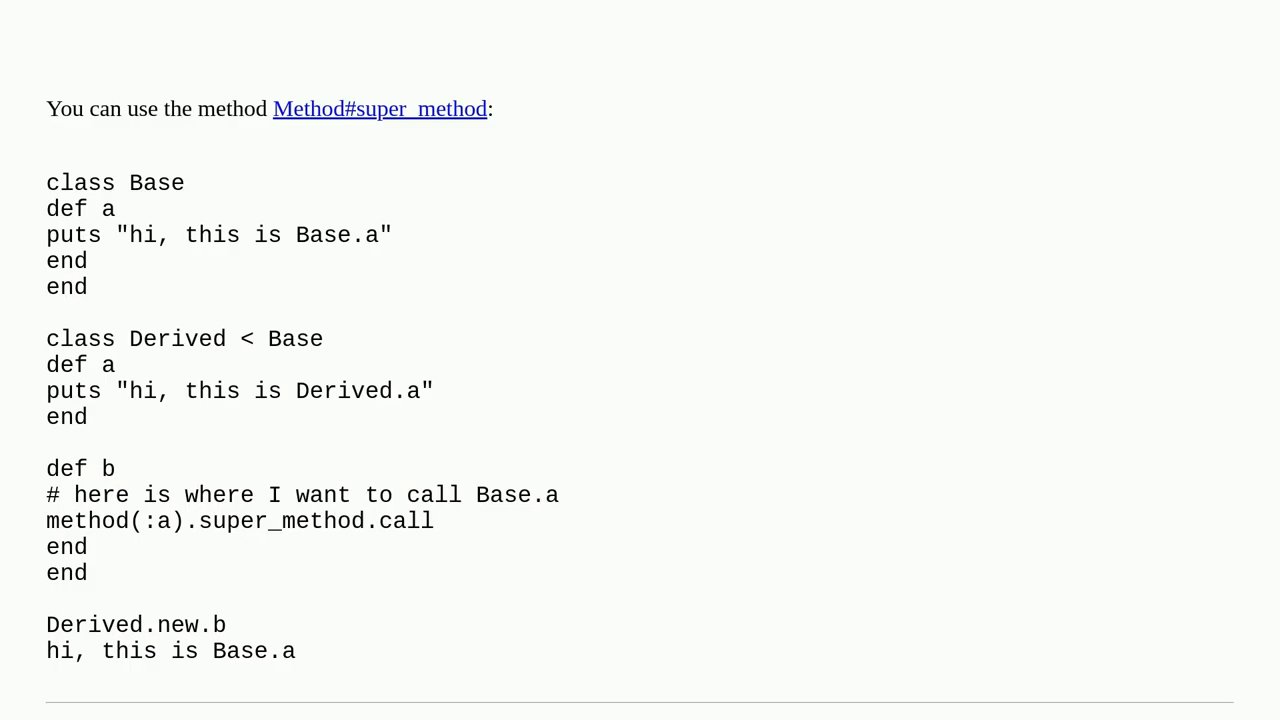 You can use the method Method#super_method:
class Base
def a
puts "hi, this is Base.a"
end
end
class Derived < Base
def a
puts "hi, this is Derived.a"
end
def b
# here is where I want to call Base.a
method(:a).super_method.call
end
end
Derived.new.b
hi, this is Base.a